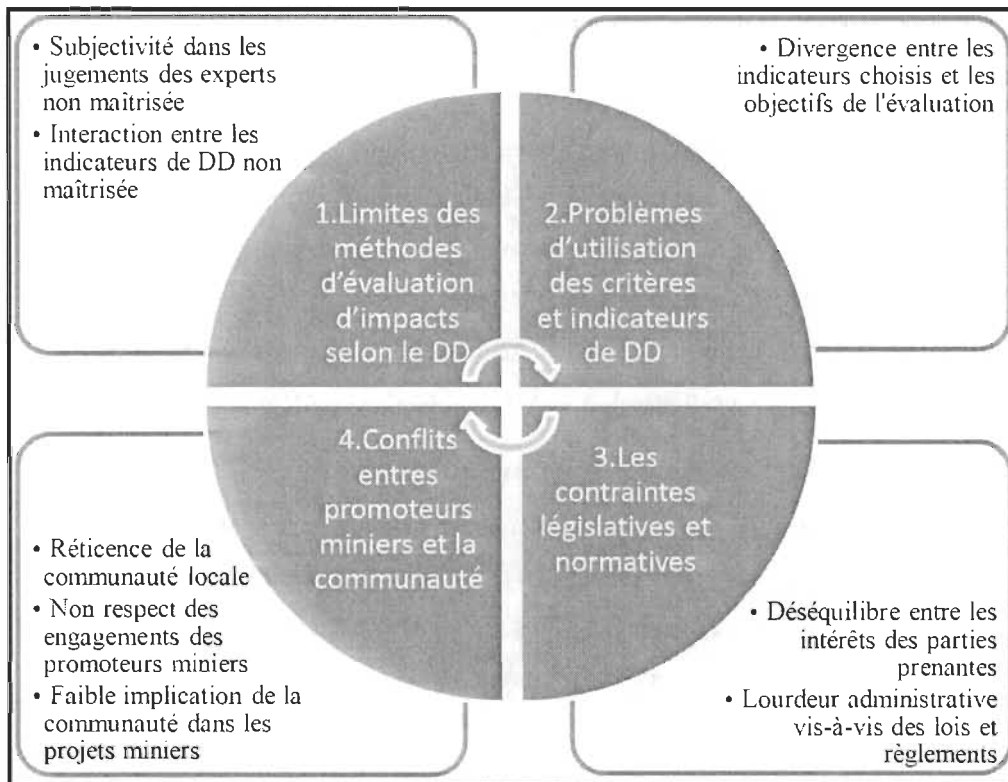 • Subjectivité dans les
jugements des experts
non maîtrisée
• Interaction entre les
indicateurs de DD non
maîtrisée
• Divergence entre les
indicateurs choisis et les
objectifs de l'évaluation
1.Limites des
méthodes
d'évaluation
d'impacts
selon le DD
2.Problèmes
d'utilisation
des critères
et indicateurs
de DD
4.Conflits
entres
promoteurs
miniers et la
communauté
3.Les
contraintes
législatives et
normatives
• Réticence de la
communauté locale
• Non respect des
engagements des
promoteurs miniers
• Faible implication de la
communauté dans les
projets miniers
• Déséquilibre entre les
intérêts des parties
prenantes
• Lourdeur administrative
vis-à-vis des lois et
règlements